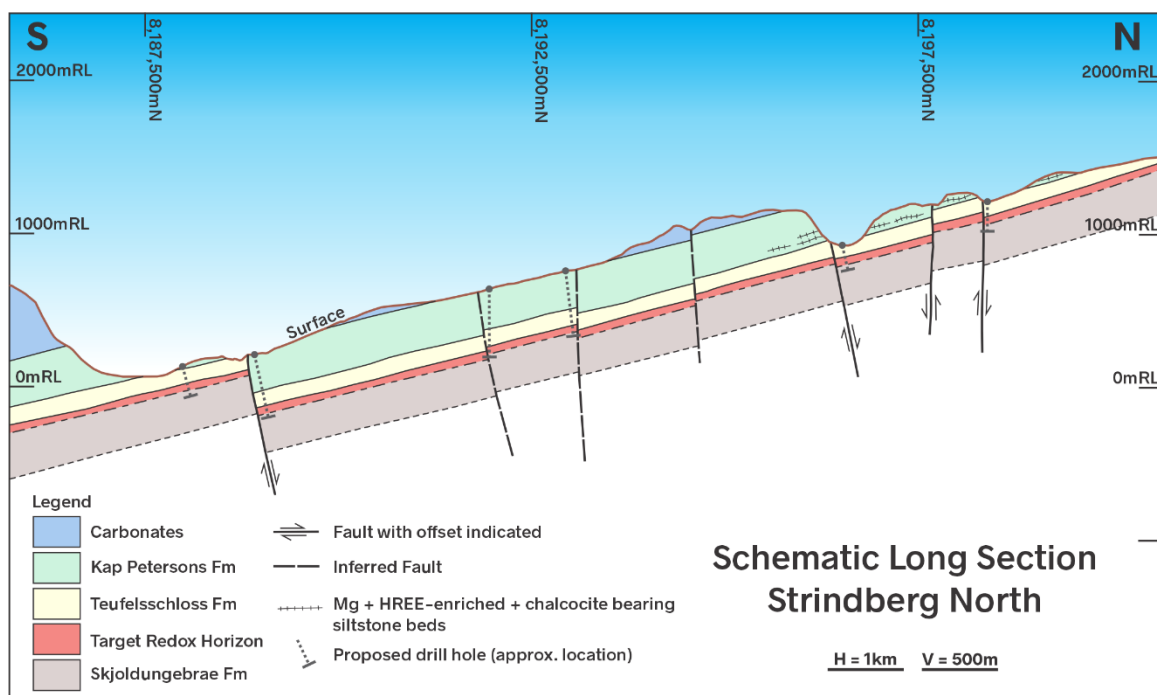 S
8,187,500mN
8,192,500mN
8,197,500mN
N
2000mRL
2000mRL
1000mRL
1000mRL
Surface
0mRL
0mRL
Legend
Carbonates
Kap Petersons Fm
Teufelsschloss Fm
Target Redox Horizon
Skjoldungebrae Fm
Fault with offset indicated
Inferred Fault
Mg + HREE-enriched + chalcocite bearing
siltstone beds
Proposed drill hole (approx. location)
Schematic Long Section
Strindberg North
H = 1km V = 500m